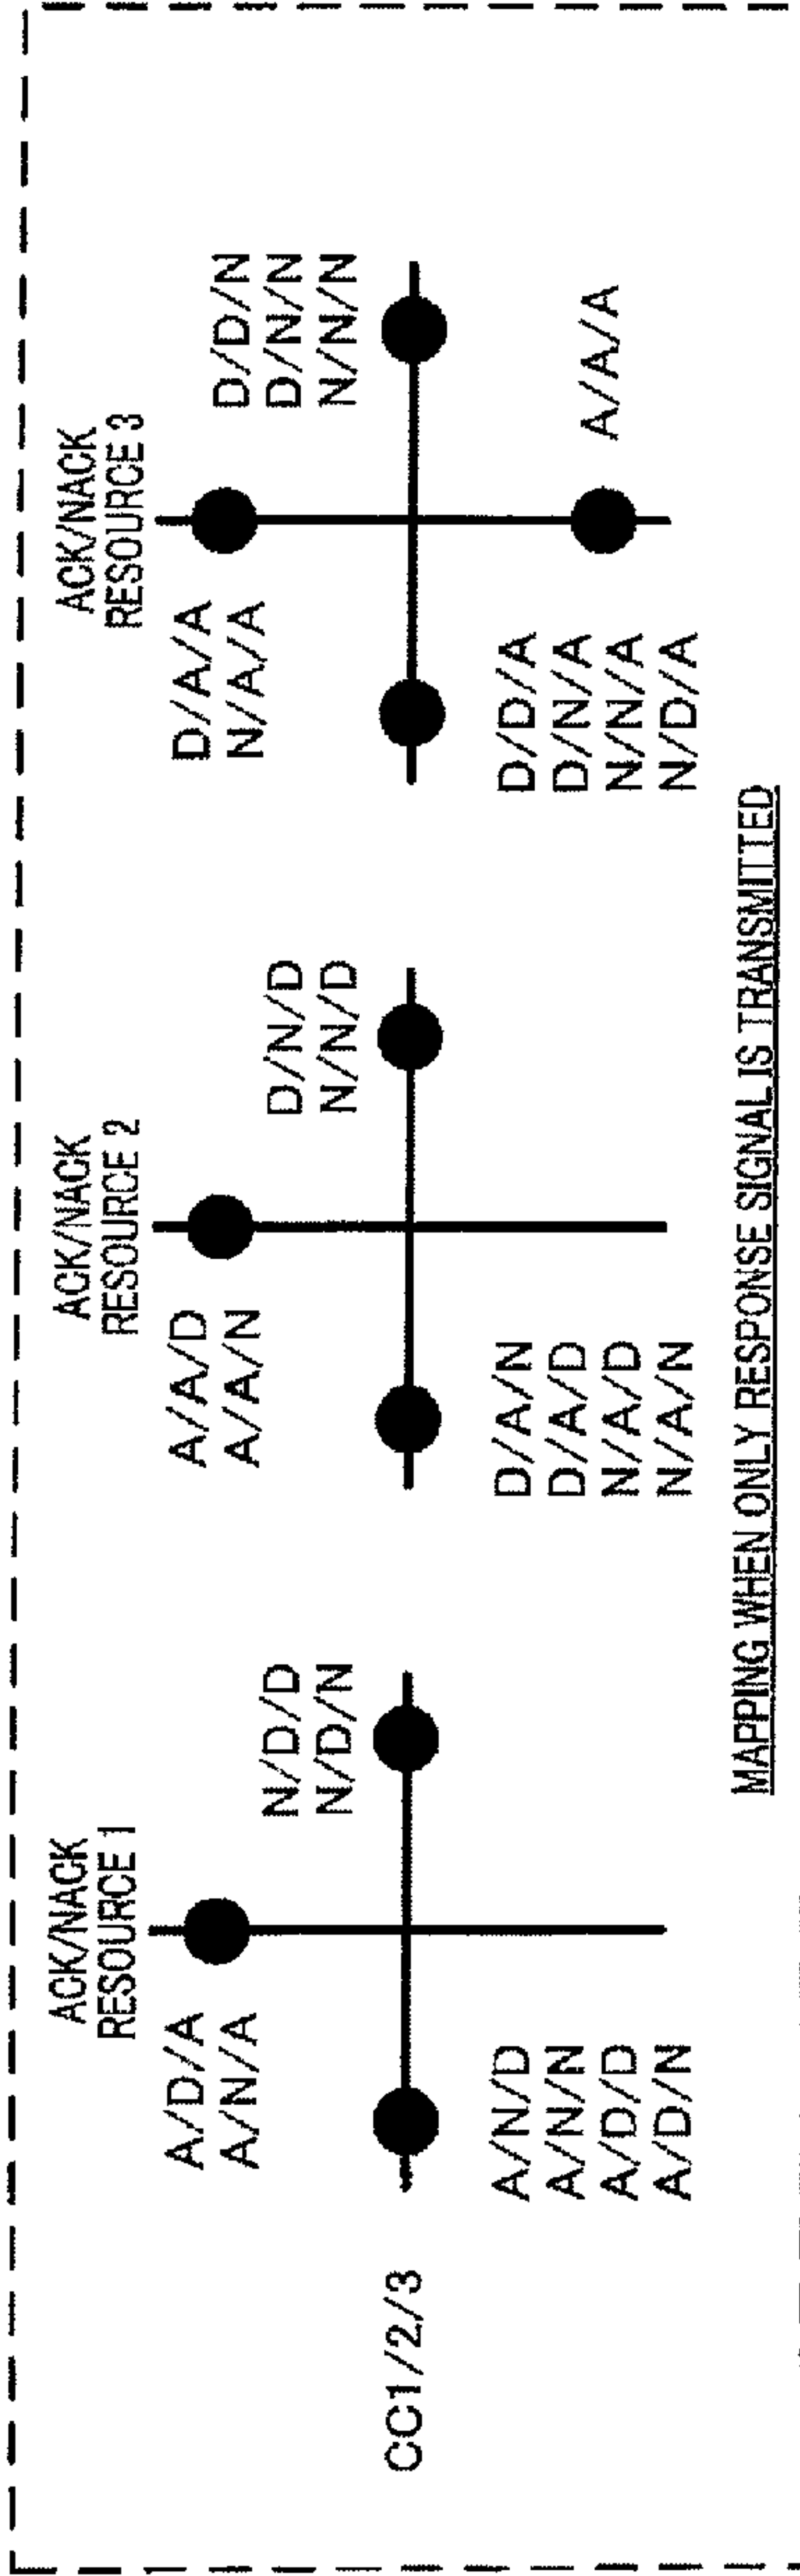 ACK/NACK
RESOURCE 1
A/D/A
A/N/A
N/D/D
N/D/N
CC1/2/3
A/N/D
A/N/N
A/D/D
A/D/N
ACK/NACK
RESOURCE 2
A/A/D
A/A/N
D/N/D
N/N/D
D/A/N
D/A/D
N/A/D
N/A/N
ACK/NACK
RESOURCE 3
D/A/A
N/A/A
D/D/N
D/N/N
N/N/N
D/D/A
D/N/A
N/N/A
N/D/A
A/A/A
MAPPING WHEN ONLY RESPONSE SIGNAL IS TRANSMITTED